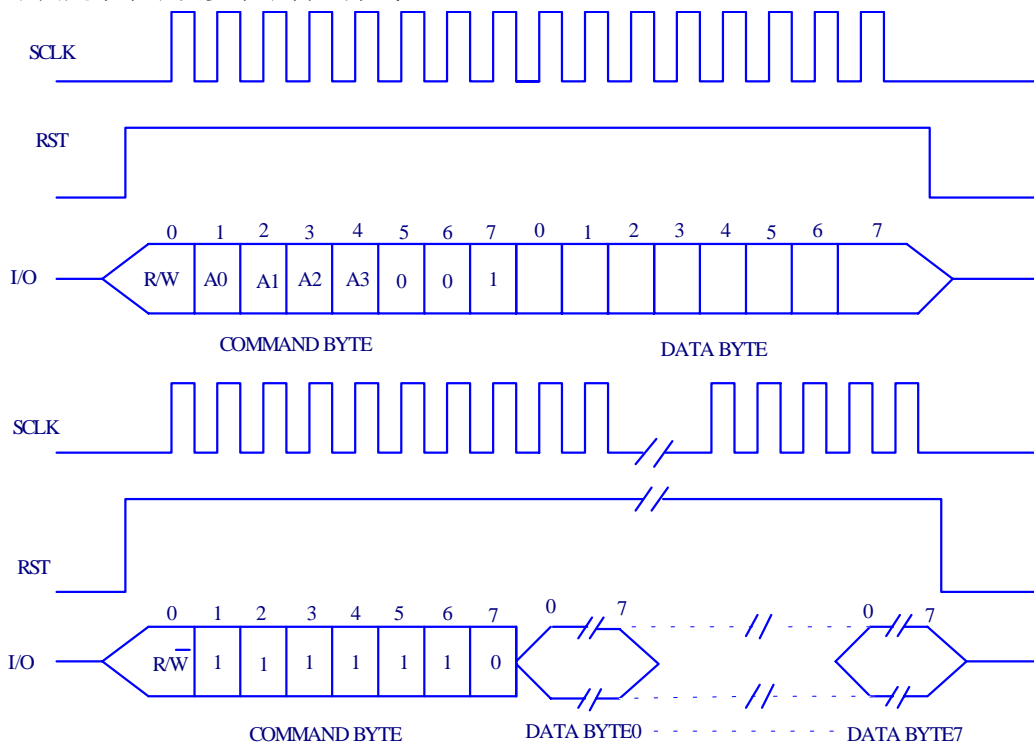 SCLK
RST
0 1 2 3 4 5 6 7 0 1 2 3 4 5 6 7
I/O R/W A0 A1 A2 A3 0 0 1
COMMAND BYTE DATA BYTE
SCLK
RST
0 1 2 3 4 5 6 7 0 7 0 7
I/O R/W̅ 1 1 1 1 1 1 0
COMMAND BYTE DATA BYTE0 DATA BYTE7